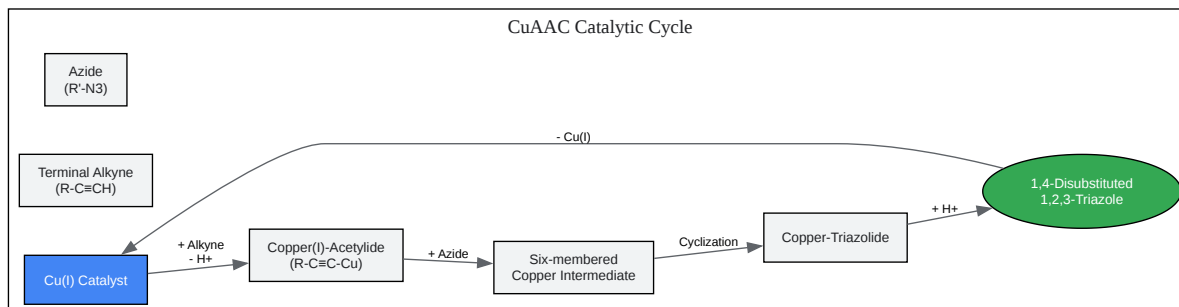 CuAAC Catalytic Cycle
Azide
(R'-N3)
- Cu(I)
Terminal Alkyne
(R-C≡CH)
1,4-Disubstituted
1,2,3-Triazole
+ H+
Copper-Triazolide
Cyclization
+ Alkyne
- H+
Copper(I)-Acetylide
(R-C≡C-Cu)
+ Azide
Six-membered
Copper Intermediate
Cu(I) Catalyst